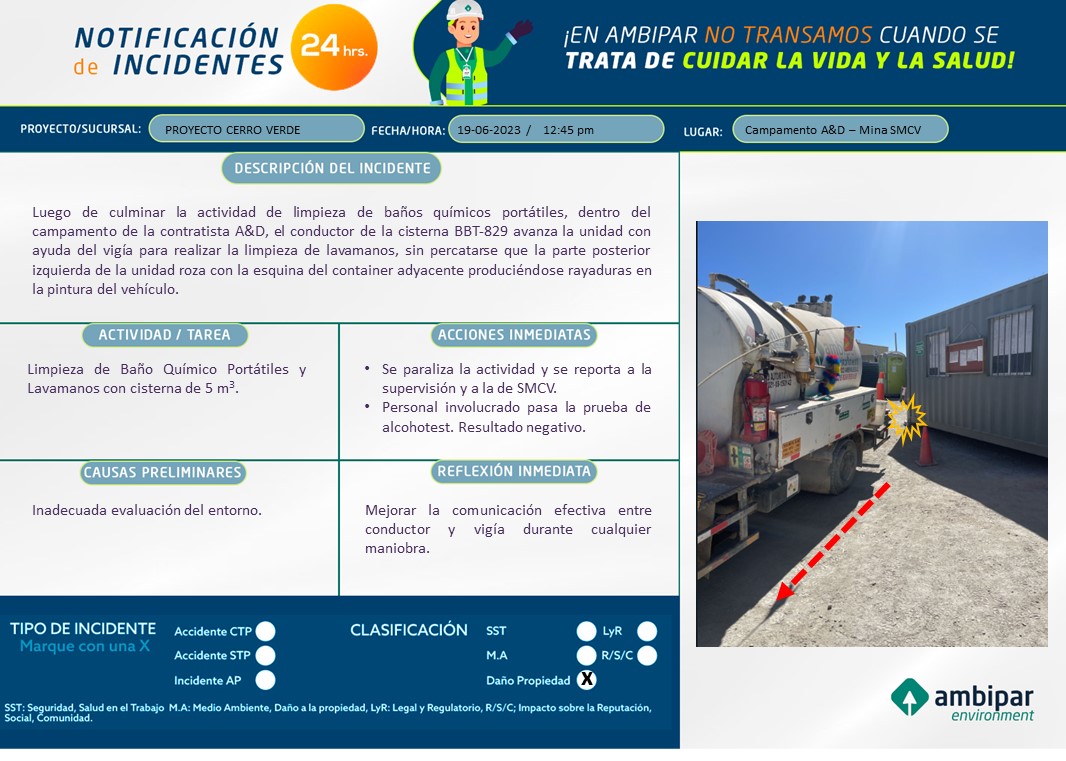 NOTIFICACIÓN
de INCIDENTES
24 hrs.
¡EN AMBIPAR NO TRANSAMOS CUANDO SE
TRATA DE CUIDAR LA VIDA Y LA SALUD!
PROYECTO/SUCURSAL: PROYECTO CERRO VERDE
FECHA/HORA: 19-06-2023 / 12:45 pm
LUGAR: Campamento A&D – Mina SMCV
DESCRIPCIÓN DEL INCIDENTE
Luego de culminar la actividad de limpieza de baños químicos portátiles, dentro del
campamento de la contratista A&D, el conductor de la cisterna BBT-829 avanza la unidad con
ayuda del vigía para realizar la limpieza de lavamanos, sin percatarse que la parte posterior
izquierda de la unidad roza con la esquina del container adyacente produciéndose rayaduras en
la pintura del vehículo.
ACTIVIDAD / TAREA
Limpieza de Baño Químico Portátiles y
Lavamanos con cisterna de 5 m³.
ACCIONES INMEDIATAS
• Se paraliza la actividad y se reporta a la
supervisión y a la de SMCV.
• Personal involucrado pasa la prueba de
alcohotest. Resultado negativo.
CAUSAS PRELIMINARES
Inadecuada evaluación del entorno.
REFLEXIÓN INMEDIATA
Mejorar la comunicación efectiva entre
conductor y vigía durante cualquier
maniobra.
TIPO DE INCIDENTE
Marque con una X
Accidente CTP
Accidente STP
Incidente AP
CLASIFICACIÓN
SST LyR
M.A R/S/C
Daño Propiedad X
SST: Seguridad, Salud en el Trabajo M.A: Medio Ambiente, Daño a la propiedad, LyR: Legal y Regulatorio, R/S/C; Impacto sobre la Reputación,
Social, Comunidad.
ambipar
environment